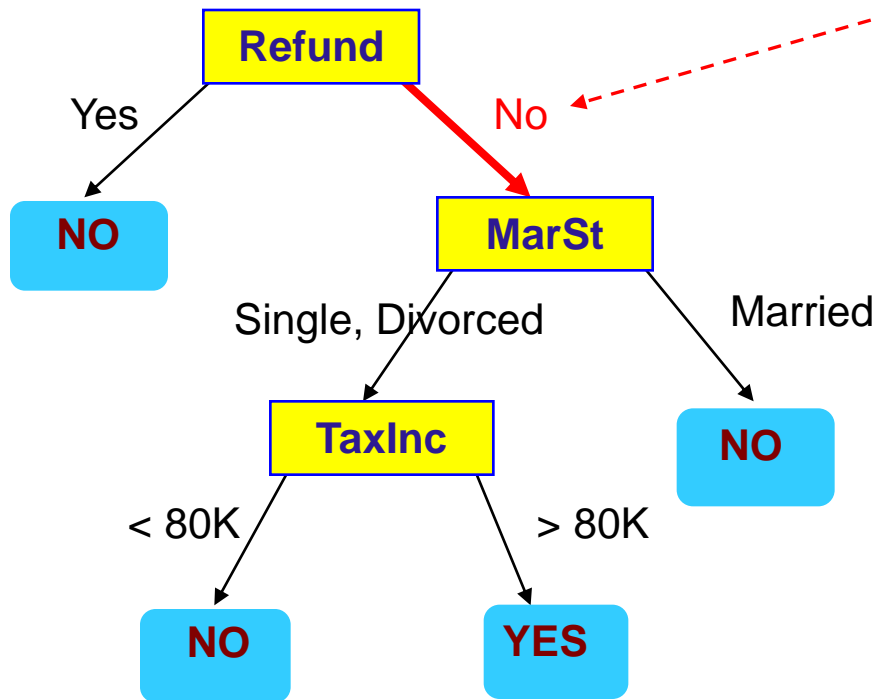 Refund
Yes
No
NO
MarSt
Single, Divorced
Married
TaxInc
NO
< 80K
> 80K
NO
YES